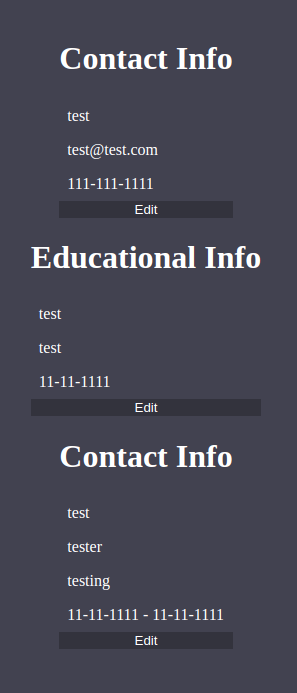 Contact Info
test
test@test.com
111-111-1111
Edit
Educational Info
test
test
11-11-1111
Edit
Contact Info
test
tester
testing
11-11-1111 - 11-11-1111
Edit